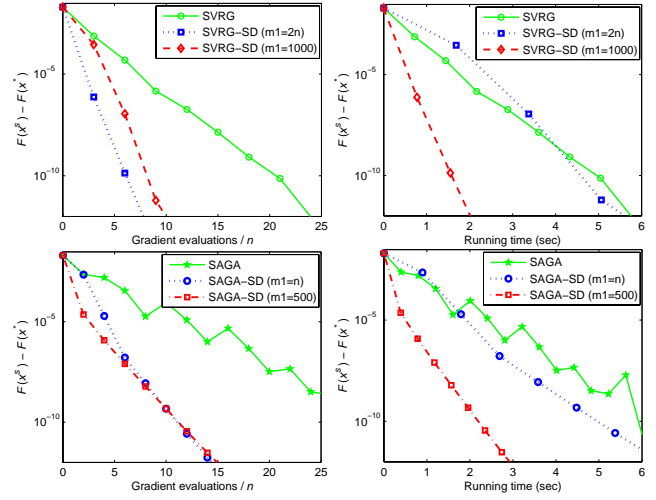 SVRG
SVRG−SD (m1=2n)
SVRG−SD (m1=1000)
10⁻⁵
10⁻¹⁰
F(xˢ) − F(x*)
0 5 10 15 20 25
Gradient evaluations / n
SVRG
SVRG−SD (m1=2n)
SVRG−SD (m1=1000)
10⁻⁵
10⁻¹⁰
F(xˢ) − F(x*)
0 1 2 3 4 5 6
Running time (sec)
SAGA
SAGA−SD (m1=n)
SAGA−SD (m1=500)
10⁻⁵
10⁻¹⁰
F(xˢ) − F(x*)
0 5 10 15 20 25
Gradient evaluations / n
SAGA
SAGA−SD (m1=n)
SAGA−SD (m1=500)
10⁻⁵
10⁻¹⁰
F(xˢ) − F(x*)
0 1 2 3 4 5 6
Running time (sec)